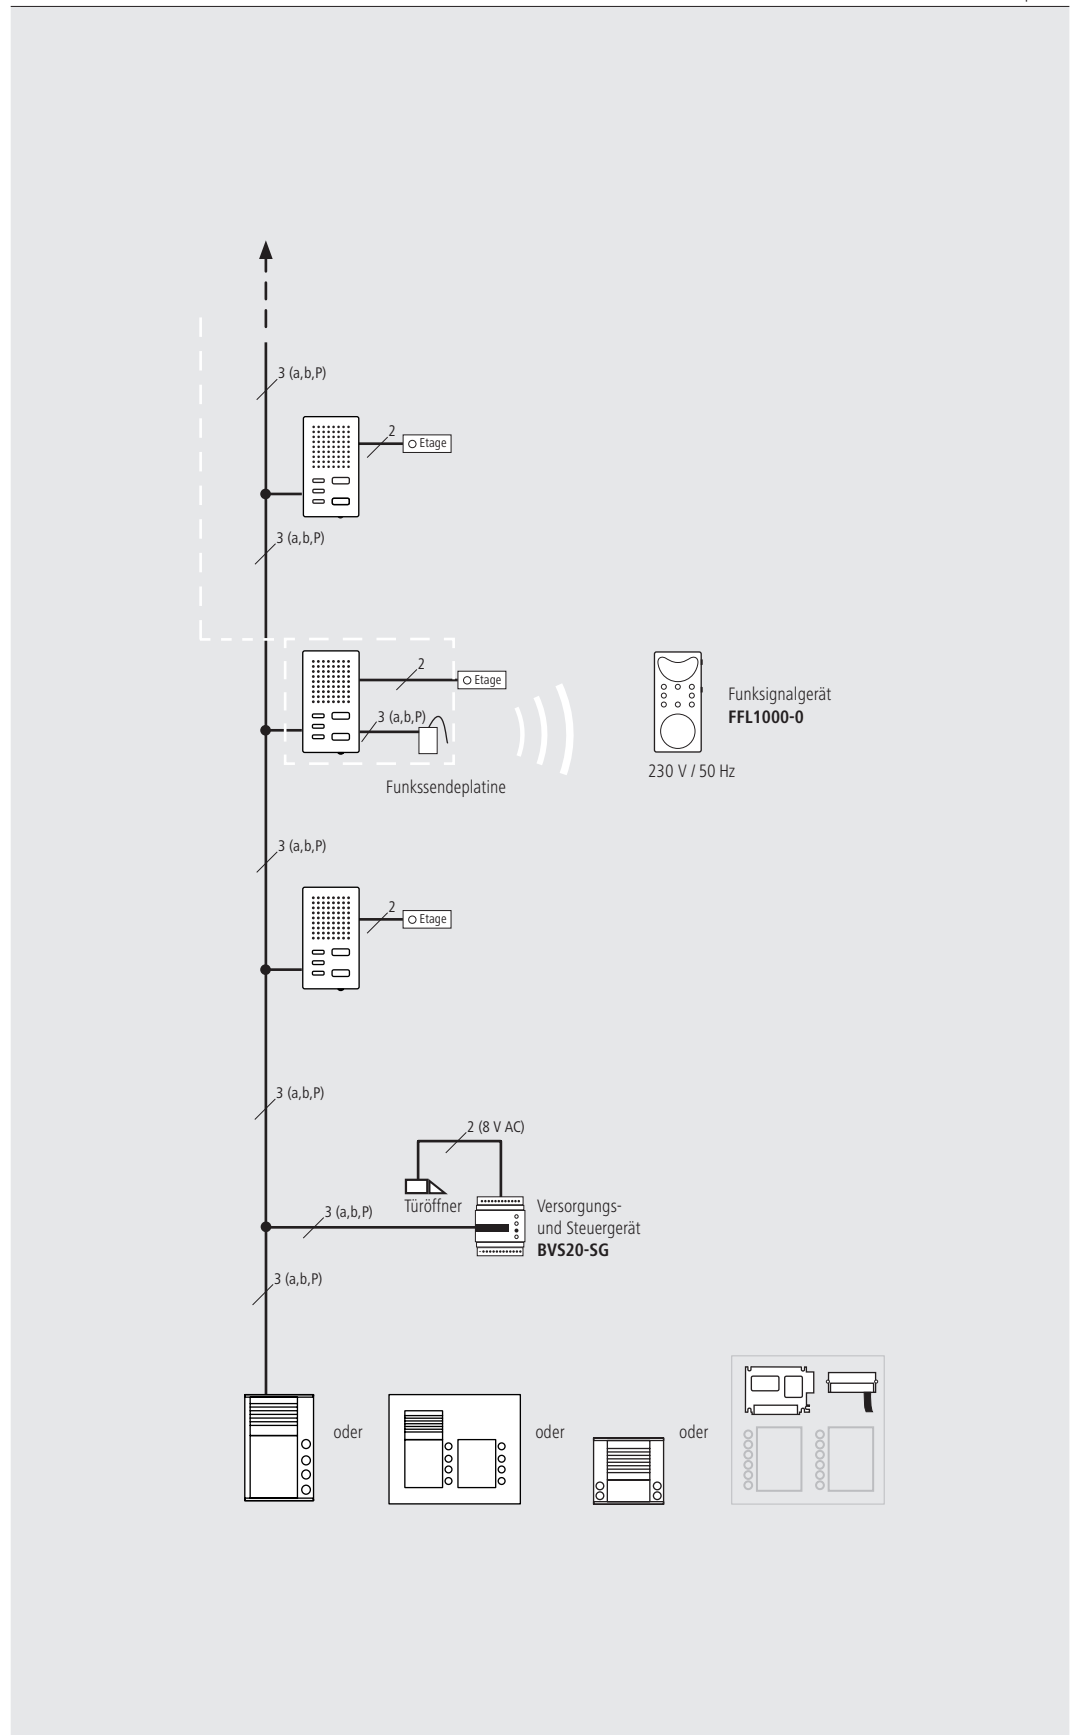 3 (a,b,P)
2
Etage
3 (a,b,P)
2
Etage
3 (a,b,P)
Funksignalgerät
FFL1000-0
230 V / 50 Hz
Funkssendeplatine
3 (a,b,P)
2
Etage
3 (a,b,P)
2 (8 V AC)
Türöffner
3 (a,b,P)
Versorgungs-
und Steuergerät
BVS20-SG
3 (a,b,P)
oder
oder
oder